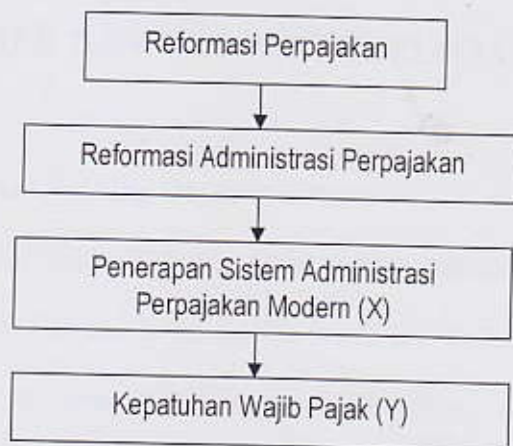 Reformasi Perpajakan
Reformasi Administrasi Perpajakan
Penerapan Sistem Administrasi
Perpajakan Modern (X)
Kepatuhan Wajib Pajak (Y)